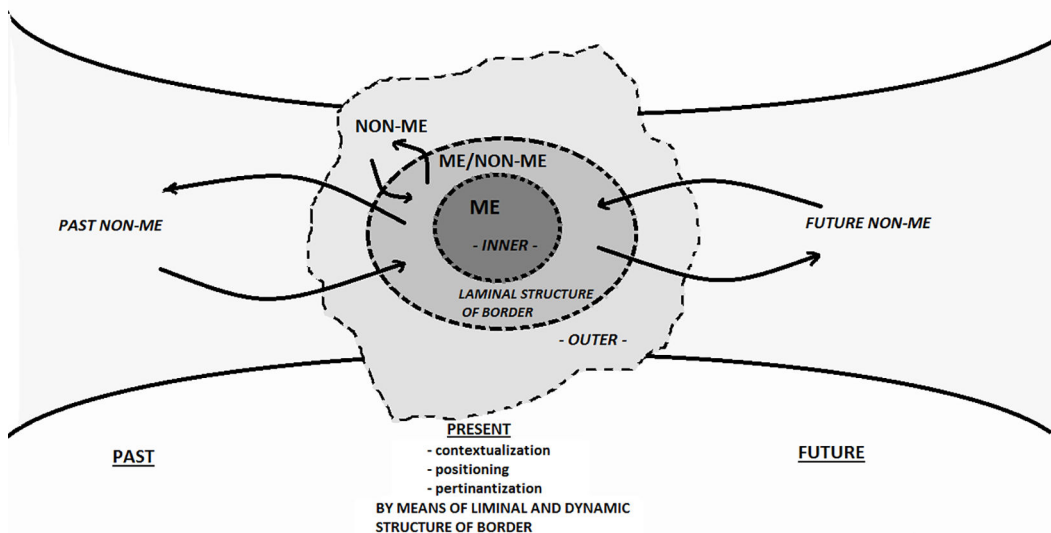 NON-ME
ME/NON-ME
ME
PAST NON-ME
FUTURE NON-ME
- INNER -
LAMINAL STRUCTURE
OF BORDER
- OUTER -
PAST
PRESENT
- contextualization
- positioning
- pertinantization
BY MEANS OF LIMINAL AND DYNAMIC
STRUCTURE OF BORDER
FUTURE